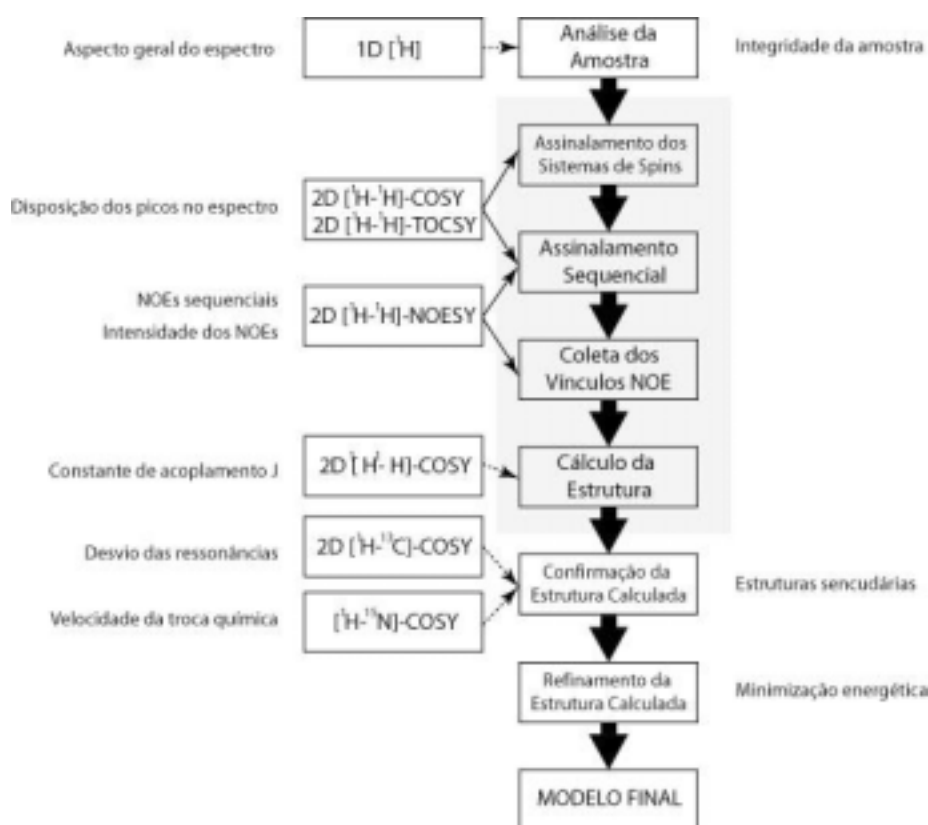 Aspecto geral do espectro
1D [¹H]
Análise da
Amostra
Integridade da amostra
Assinalamento dos
Sistemas de Spins
Disposição dos picos no espectro
2D [¹H-¹H]-COSY
2D [¹H-¹H]-TOCSY
Assinalamento
Sequencial
NOEs sequenciais
Intensidade dos NOEs
2D [¹H-¹H]-NOESY
Coleta dos
Vínculos NOE
Constante de acoplamento J
2D [¹H¹- H]-COSY
Cálculo da
Estrutura
Desvio das ressonâncias
2D [¹H-¹³C]-COSY
Velocidade da troca química
[¹H-¹⁵N]-COSY
Confirmação da
Estrutura Calculada
Estruturas sencudárias
Refinamento da
Estrutura Calculada
Minimização energética
MODELO FINAL